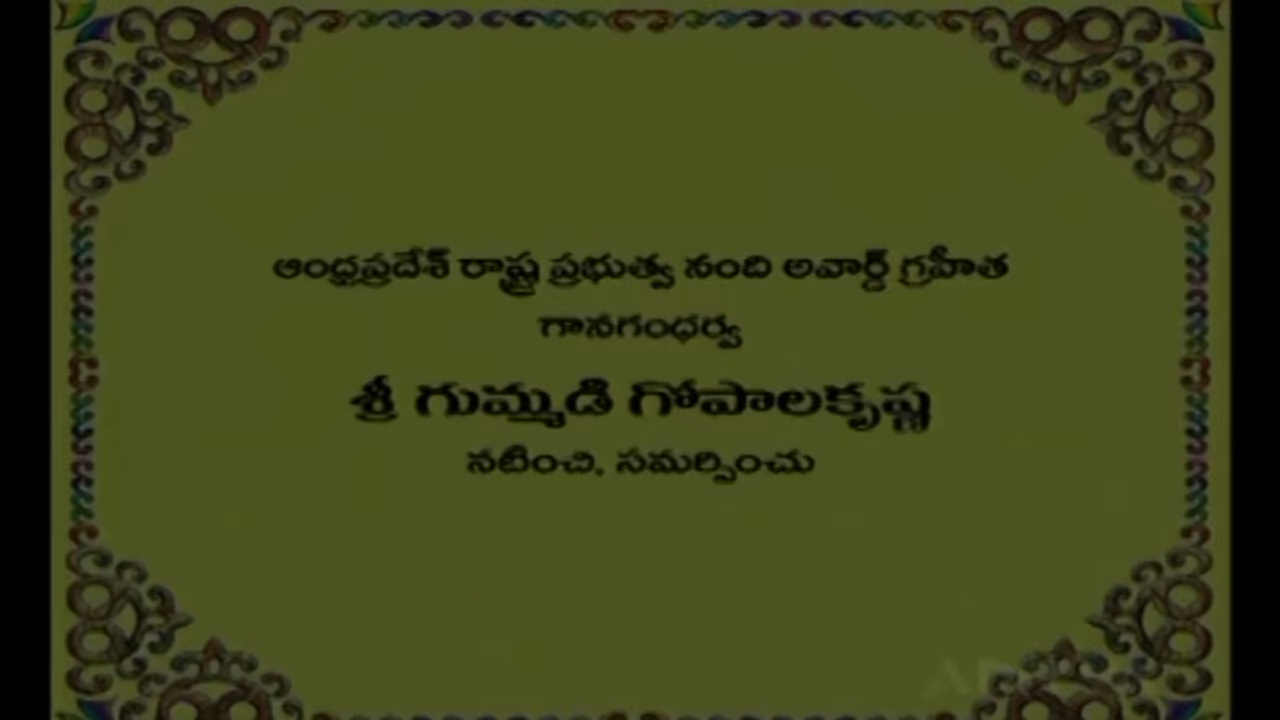 ఆంధ్రప్రదేశ్ రాష్ట్ర ప్రభుత్వ నంది అవార్డ్ గ్రహీత
గానగంధర్వ
శ్రీ గుమ్మడి గోపాలకృష్ణ
నటించి, సమర్పించు